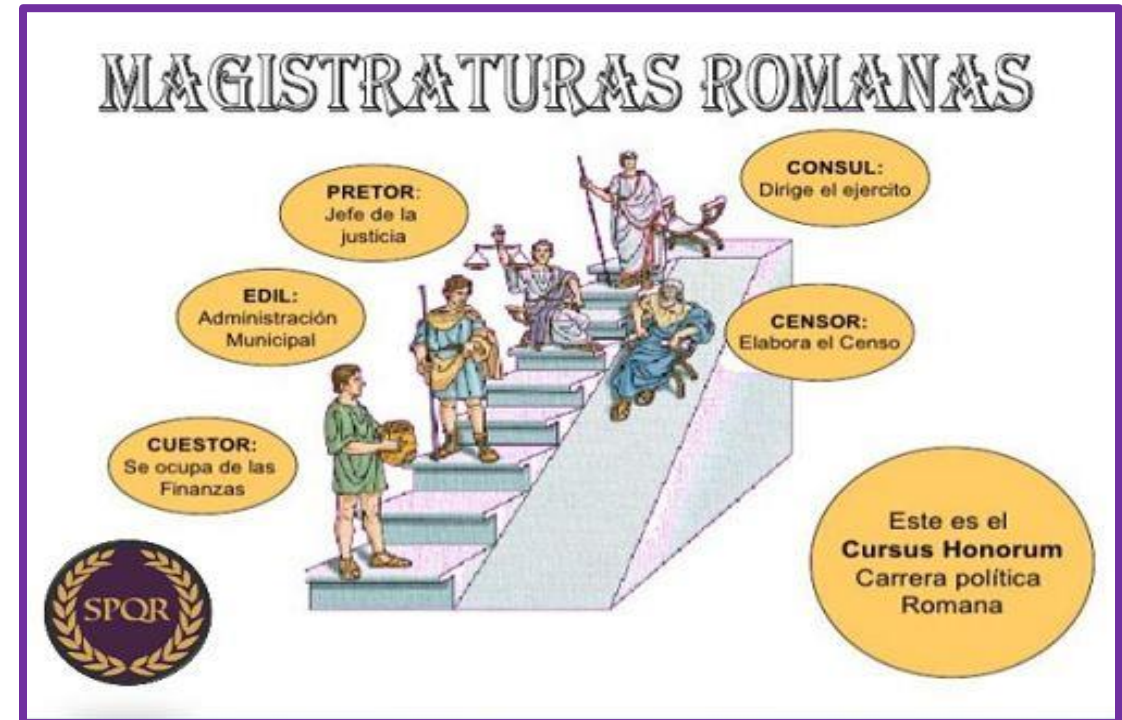 MAGISTRATURAS ROMANAS
CONSUL:
Dirige el ejercito
PRETOR:
Jefe de la
justicia
EDIL:
Administración
Municipal
CENSOR:
Elabora el Censo
CUESTOR:
Se ocupa de las
Finanzas
Este es el
Cursus Honorum
Carrera política
Romana
SPQR